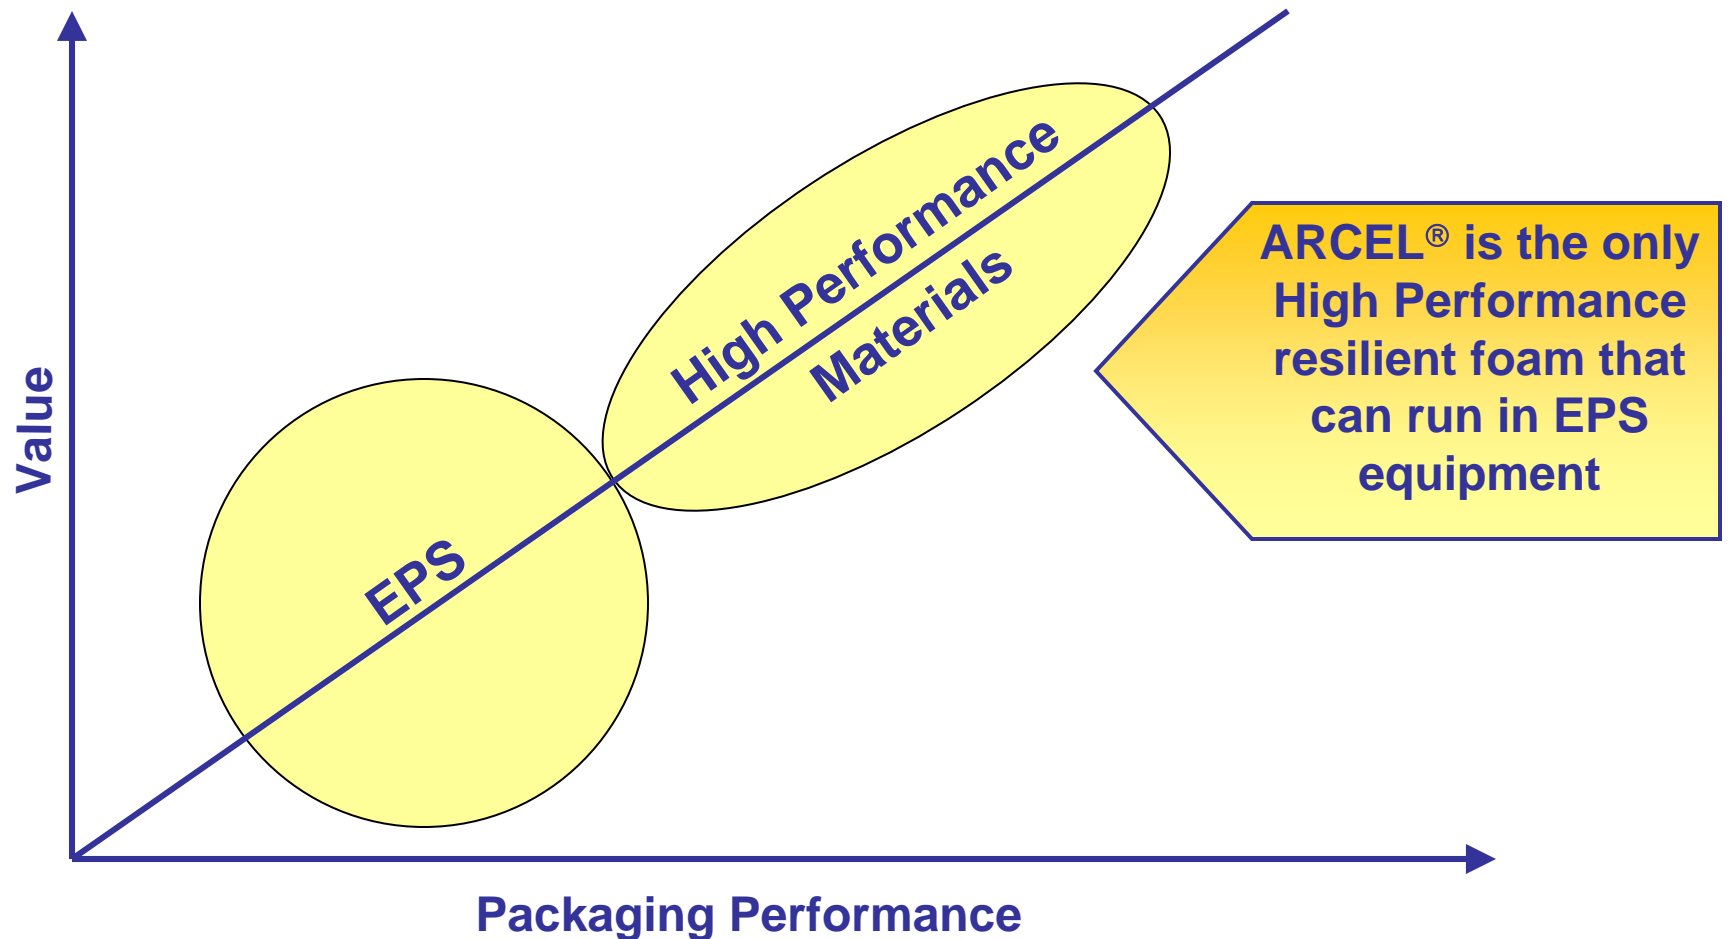 Value
EPS
High Performance
Materials
ARCEL® is the only
High Performance
resilient foam that
can run in EPS
equipment
Packaging Performance